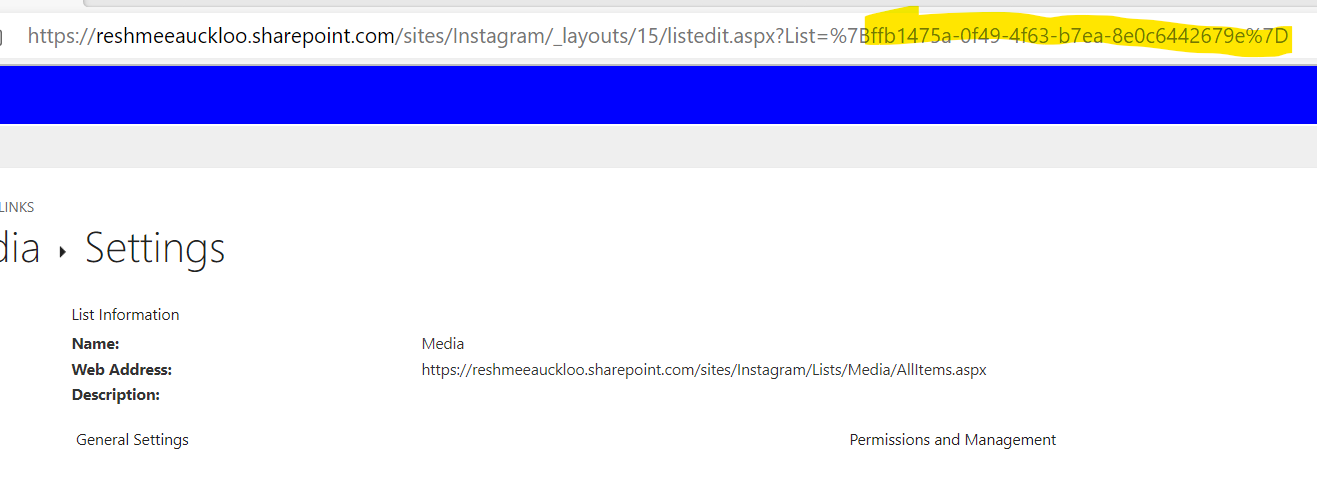 https://reshmeeauckloo.sharepoint.com/sites/Instagram/_layouts/15/listedit.aspx?List=%7Bffb1475a-0f49-4f63-b7ea-8e0c6442679e%7D
LINKS
dia ▸ Settings
List Information
Name: Media
Web Address: https://reshmeeauckloo.sharepoint.com/sites/Instagram/Lists/Media/AllItems.aspx
Description:
General Settings Permissions and Management